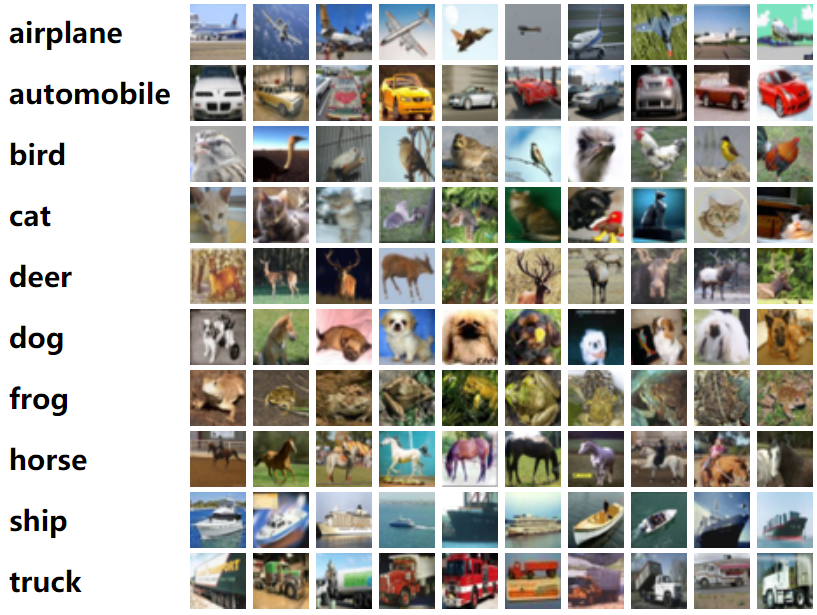 airplane
automobile
bird
cat
deer
dog
frog
horse
ship
truck